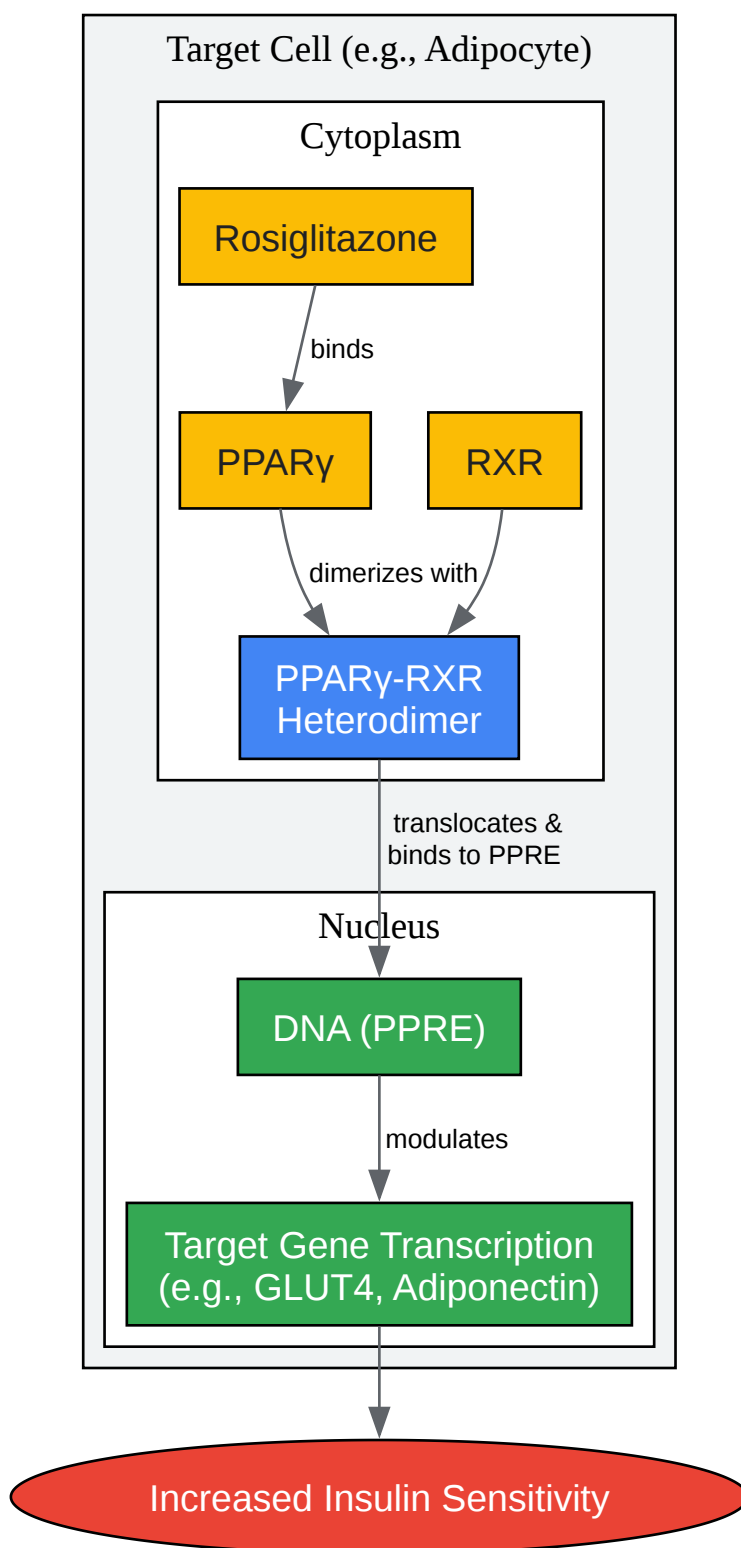 Target Cell (e.g., Adipocyte)
Cytoplasm
Rosiglitazone
binds
PPARγ
RXR
dimerizes with
PPARγ-RXR
Heterodimer
translocates &
binds to PPRE
Nucleus
DNA (PPRE)
modulates
Target Gene Transcription
(e.g., GLUT4, Adiponectin)
Increased Insulin Sensitivity